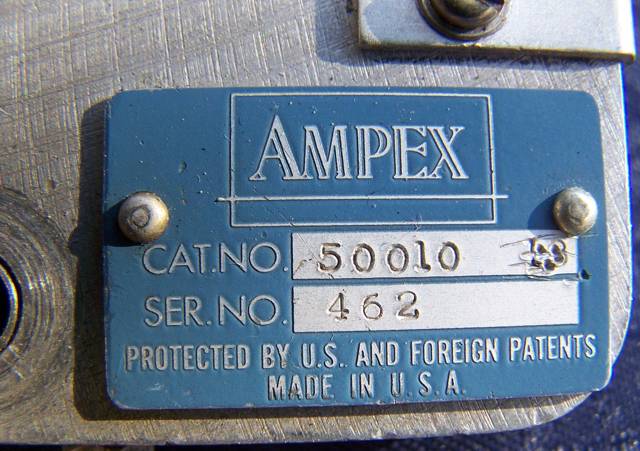 AMPEX
CAT.NO. 50010
SER. NO. 462
PROTECTED BY U.S. AND FOREIGN PATENTS
MADE IN U.S.A.